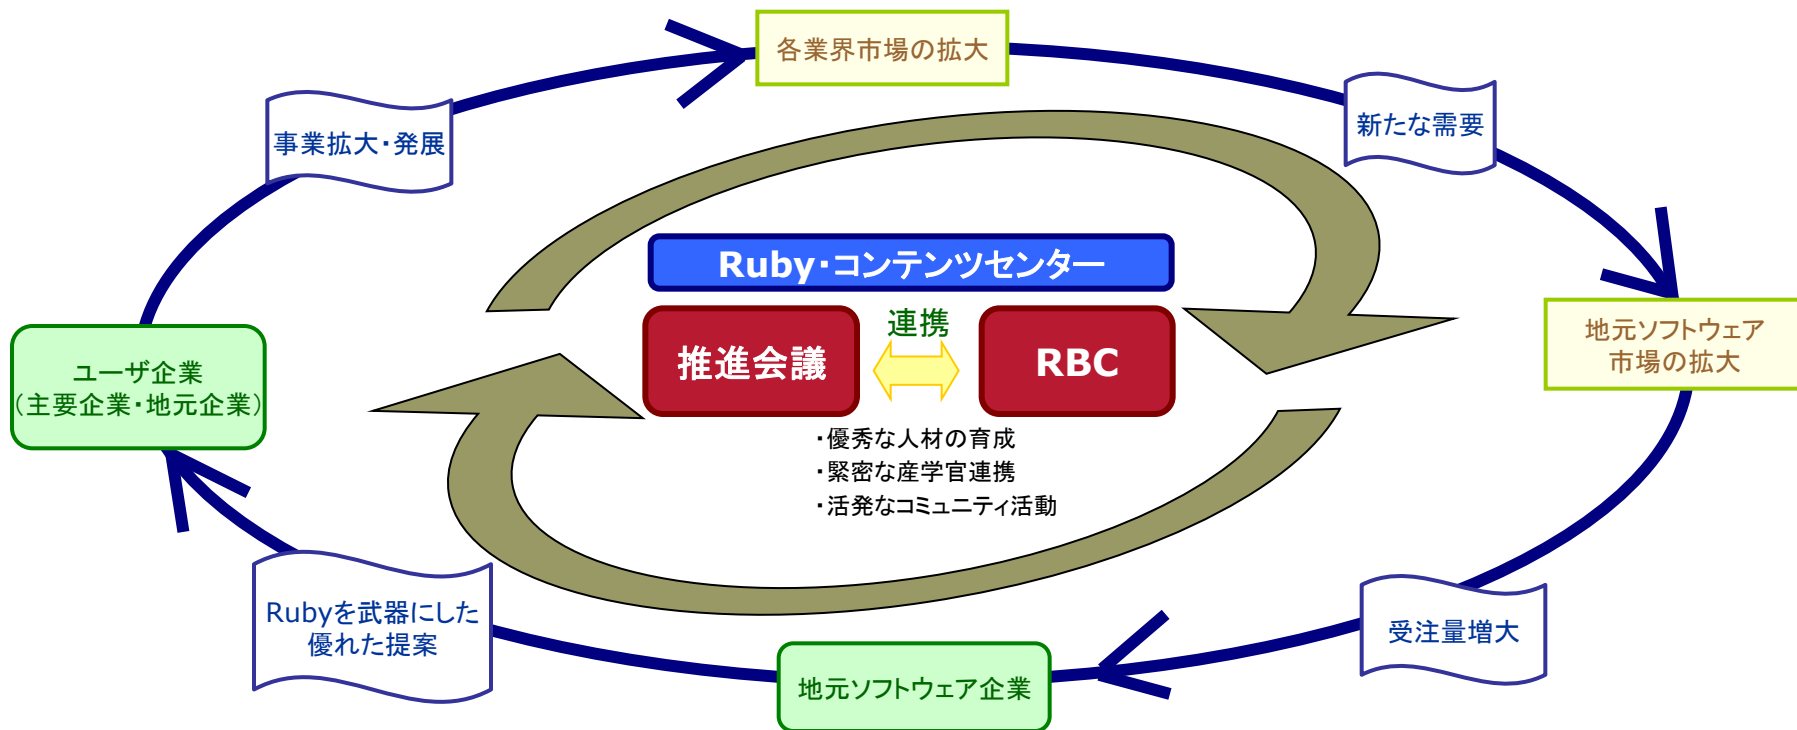 各業界市場の拡大
新たな需要
事業拡大・発展
Ruby・コンテンツセンター
連携
推進会議
RBC
地元ソフトウェア
市場の拡大
ユーザ企業
(主要企業・地元企業)
・優秀な人材の育成
・緊密な産学官連携
・活発なコミュニティ活動
Rubyを武器にした
優れた提案
受注量増大
地元ソフトウェア企業